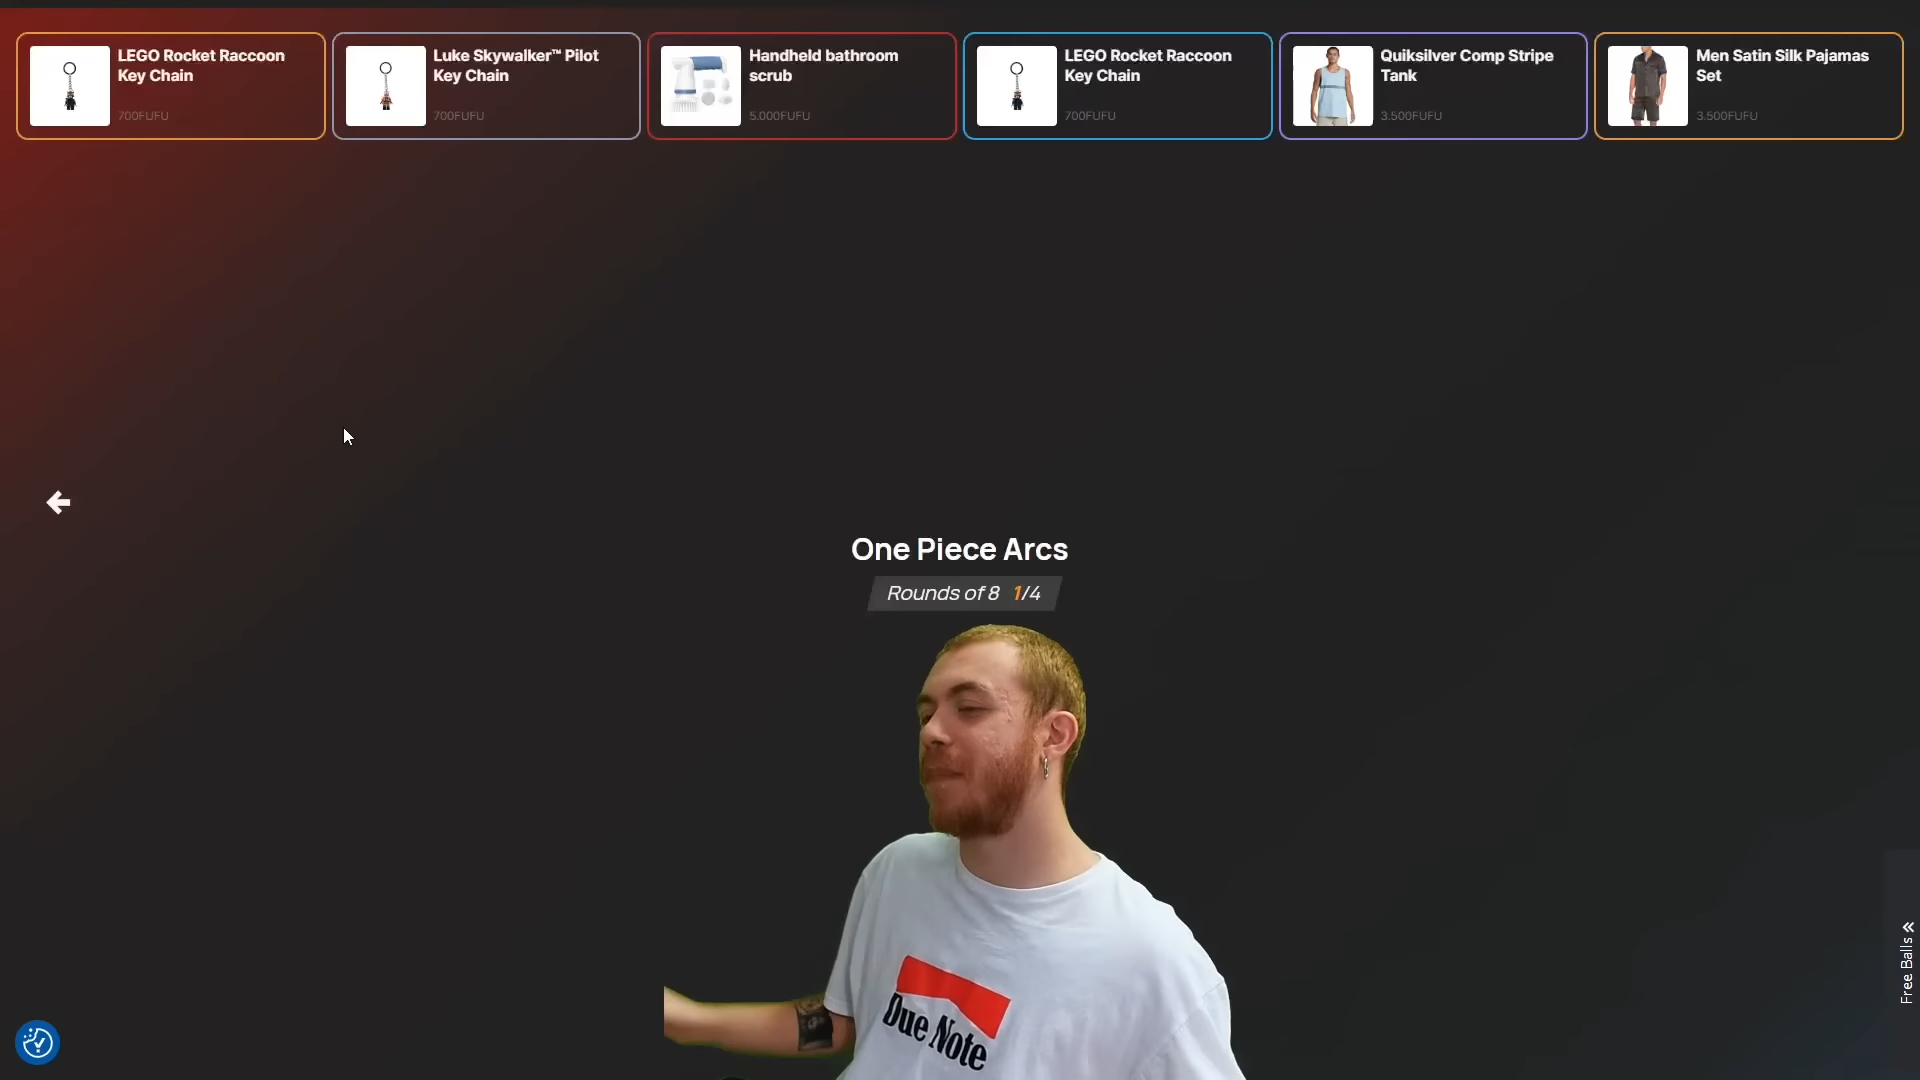 LEGO Rocket Raccoon
Key Chain
700FUFU
Luke Skywalker™ Pilot
Key Chain
700FUFU
Handheld bathroom
scrub
5.000FUFU
LEGO Rocket Raccoon
Key Chain
700FUFU
Quiksilver Comp Stripe
Tank
3.500FUFU
Men Satin Silk Pajamas
Set
3.500FUFU
One Piece Arcs
Rounds of 8 1/4
Due Note
Free Balls